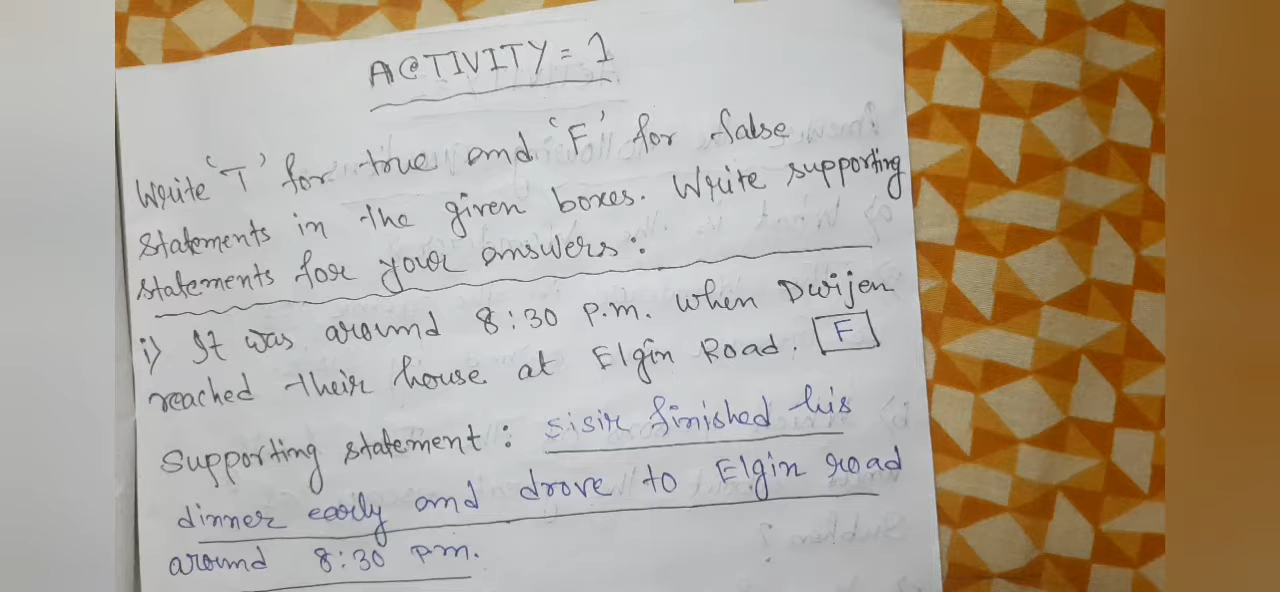 ACTIVITY = 1
Write 'T' for true and 'F' for false
statements in the given boxes. Write supporting
statements for your answers :
i) It was around 8:30 P.m. when Dwijen
reached their house at Elgin Road. F
Supporting statement : Sisir finished his
dinner early and drove to Elgin road
around 8:30 pm.